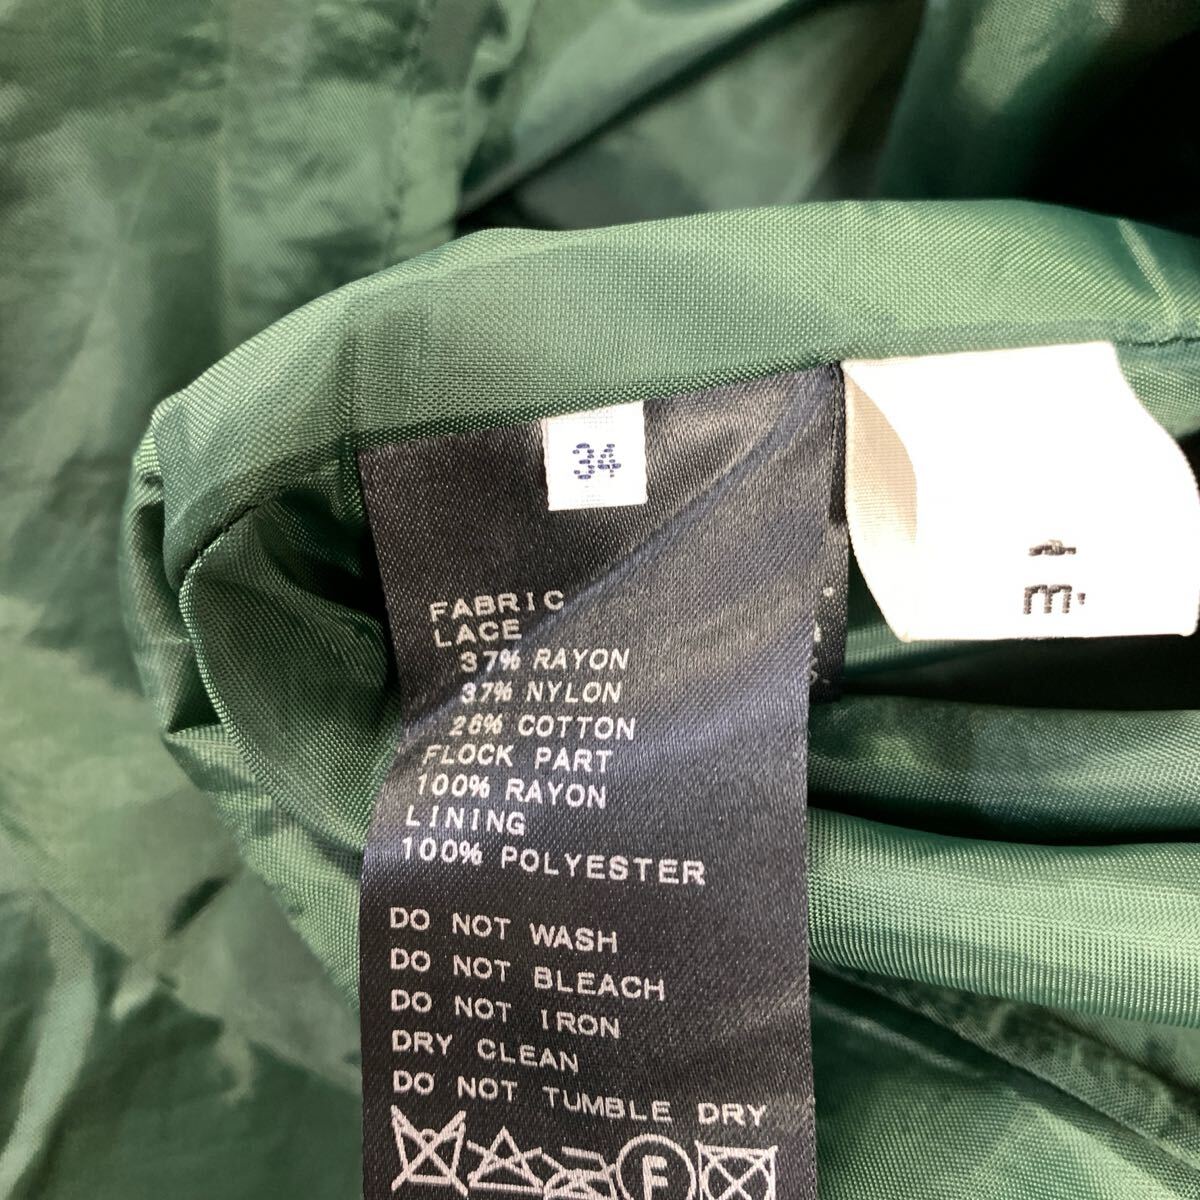 34
FABRIC
LACE
37% RAYON
37% NYLON
26% COTTON
FLOCK PART
100% RAYON
LINING
100% POLYESTER
DO NOT WASH
DO NOT BLEACH
DO NOT IRON
DRY CLEAN
DO NOT TUMBLE DRY
F